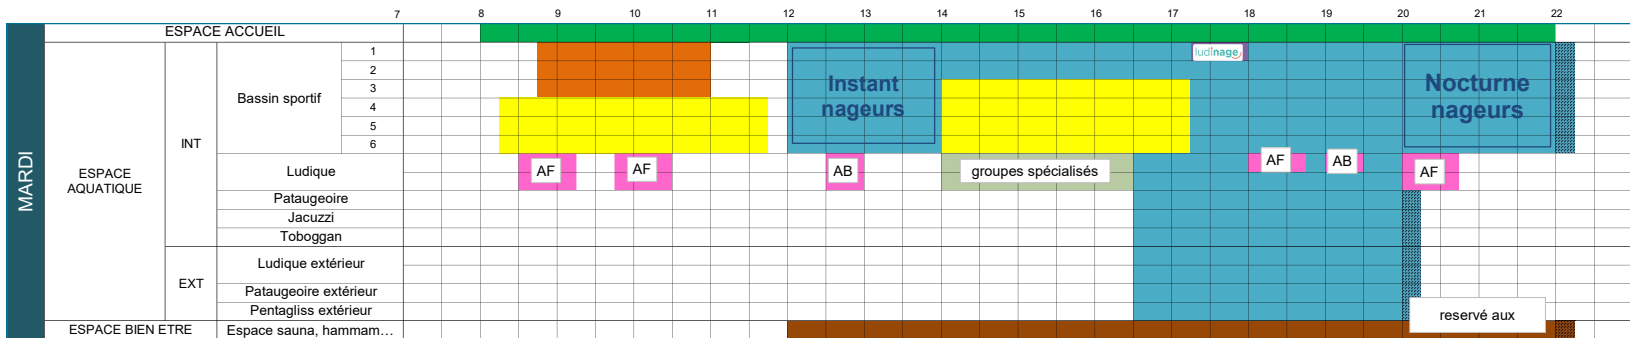 7 8 9 10 11 12 13 14 15 16 17 18 19 20 21 22
MARDI
ESPACE ACCUEIL
ESPACE
AQUATIQUE
INT
Bassin sportif
1
2
3
4
5
6
Instant
nageurs
ludinage
Nocturne
nageurs
Ludique
AF
AF
AB
groupes spécialisés
AF
AB
AF
Pataugeoire
Jacuzzi
Toboggan
EXT
Ludique extérieur
Pataugeoire extérieur
Pentagliss extérieur
reservé aux
ESPACE BIEN ETRE
Espace sauna, hammam…